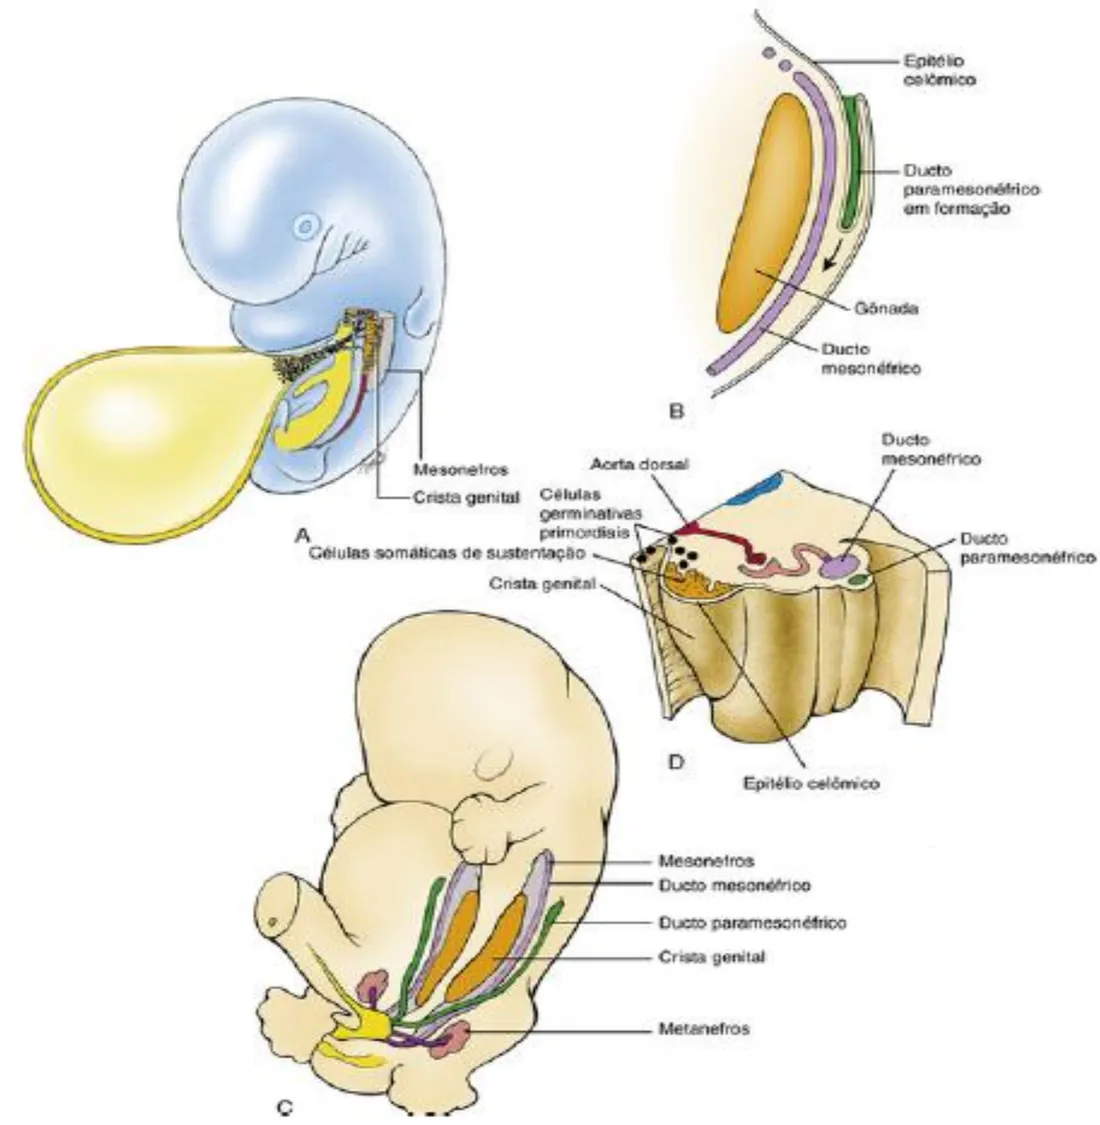 Mesonefros
Crista genital
A
Epitélio
celômico
Ducto
paramesonéfrico
em formação
Gônada
Ducto
mesonéfrico
B
Aorta dorsal
Células
germinativas
primordiais
Células somáticas de sustentação
Crista genital
Ducto
mesonéfrico
Ducto
paramesonéfrico
D
Epitélio celômico
Mesonefros
Ducto mesonéfrico
Ducto paramesonéfrico
Crista genital
Metanefros
C